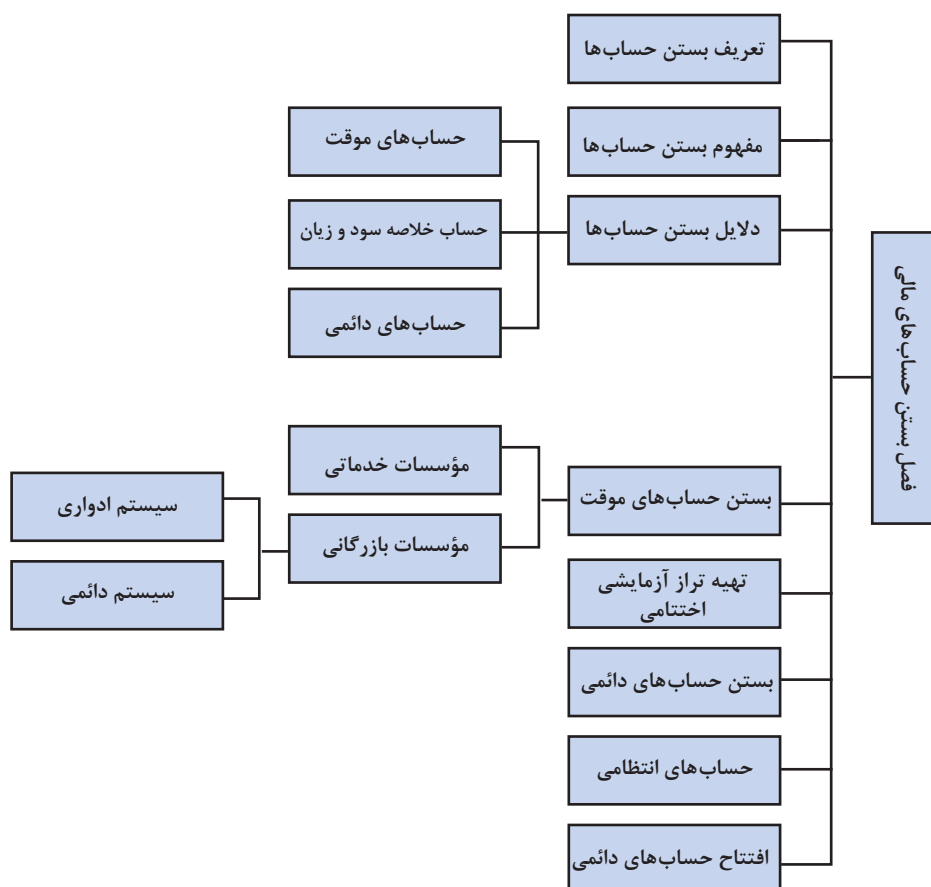 فصل بستن حساب‌های مالی
تعریف بستن حساب‌ها
مفهوم بستن حساب‌ها
دلایل بستن حساب‌ها
حساب‌های موقت
حساب خلاصه سود و زیان
حساب‌های دائمی
بستن حساب‌های موقت
مؤسسات خدماتی
مؤسسات بازرگانی
سیستم ادواری
سیستم دائمی
تهیه تراز آزمایشی
اختتامی
بستن حساب‌های دائمی
حساب‌های انتظامی
افتتاح حساب‌های دائمی